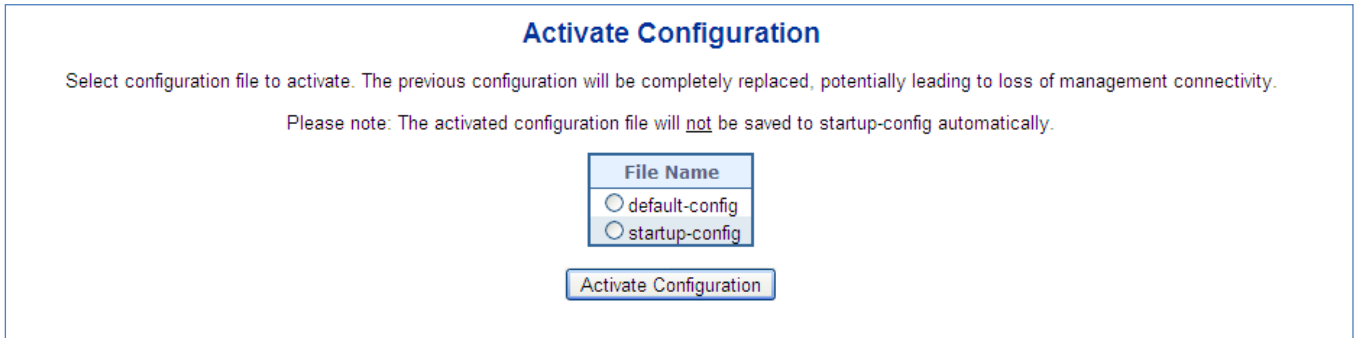 Activate Configuration
Select configuration file to activate. The previous configuration will be completely replaced, potentially leading to loss of management connectivity.
Please note: The activated configuration file will not be saved to startup-config automatically.
File Name
default-config
startup-config
Activate Configuration